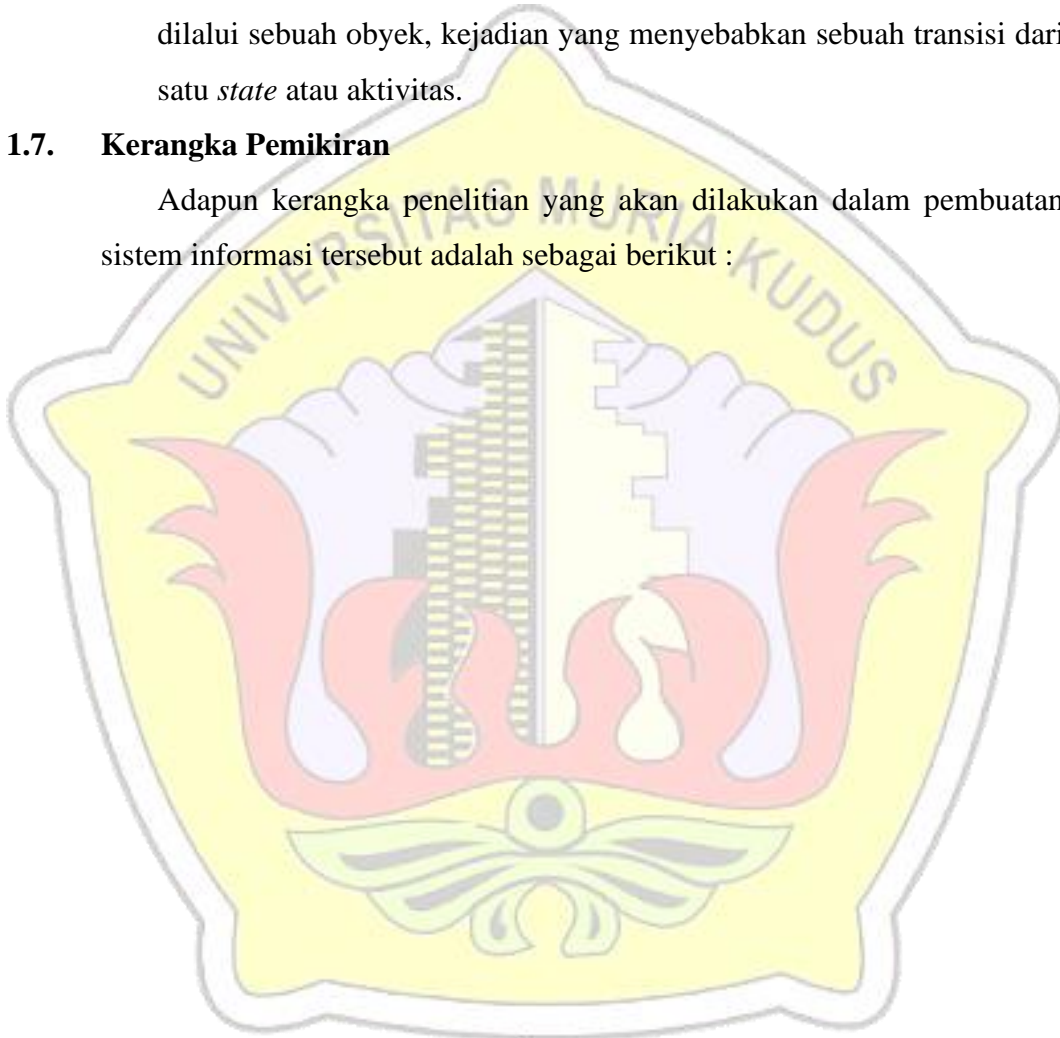 dilalui sebuah obyek, kejadian yang menyebabkan sebuah transisi dari
satu state atau aktivitas.
1.7. Kerangka Pemikiran
Adapun kerangka penelitian yang akan dilakukan dalam pembuatan
sistem informasi tersebut adalah sebagai berikut :
UNIVERSITAS MURIA KUDUS